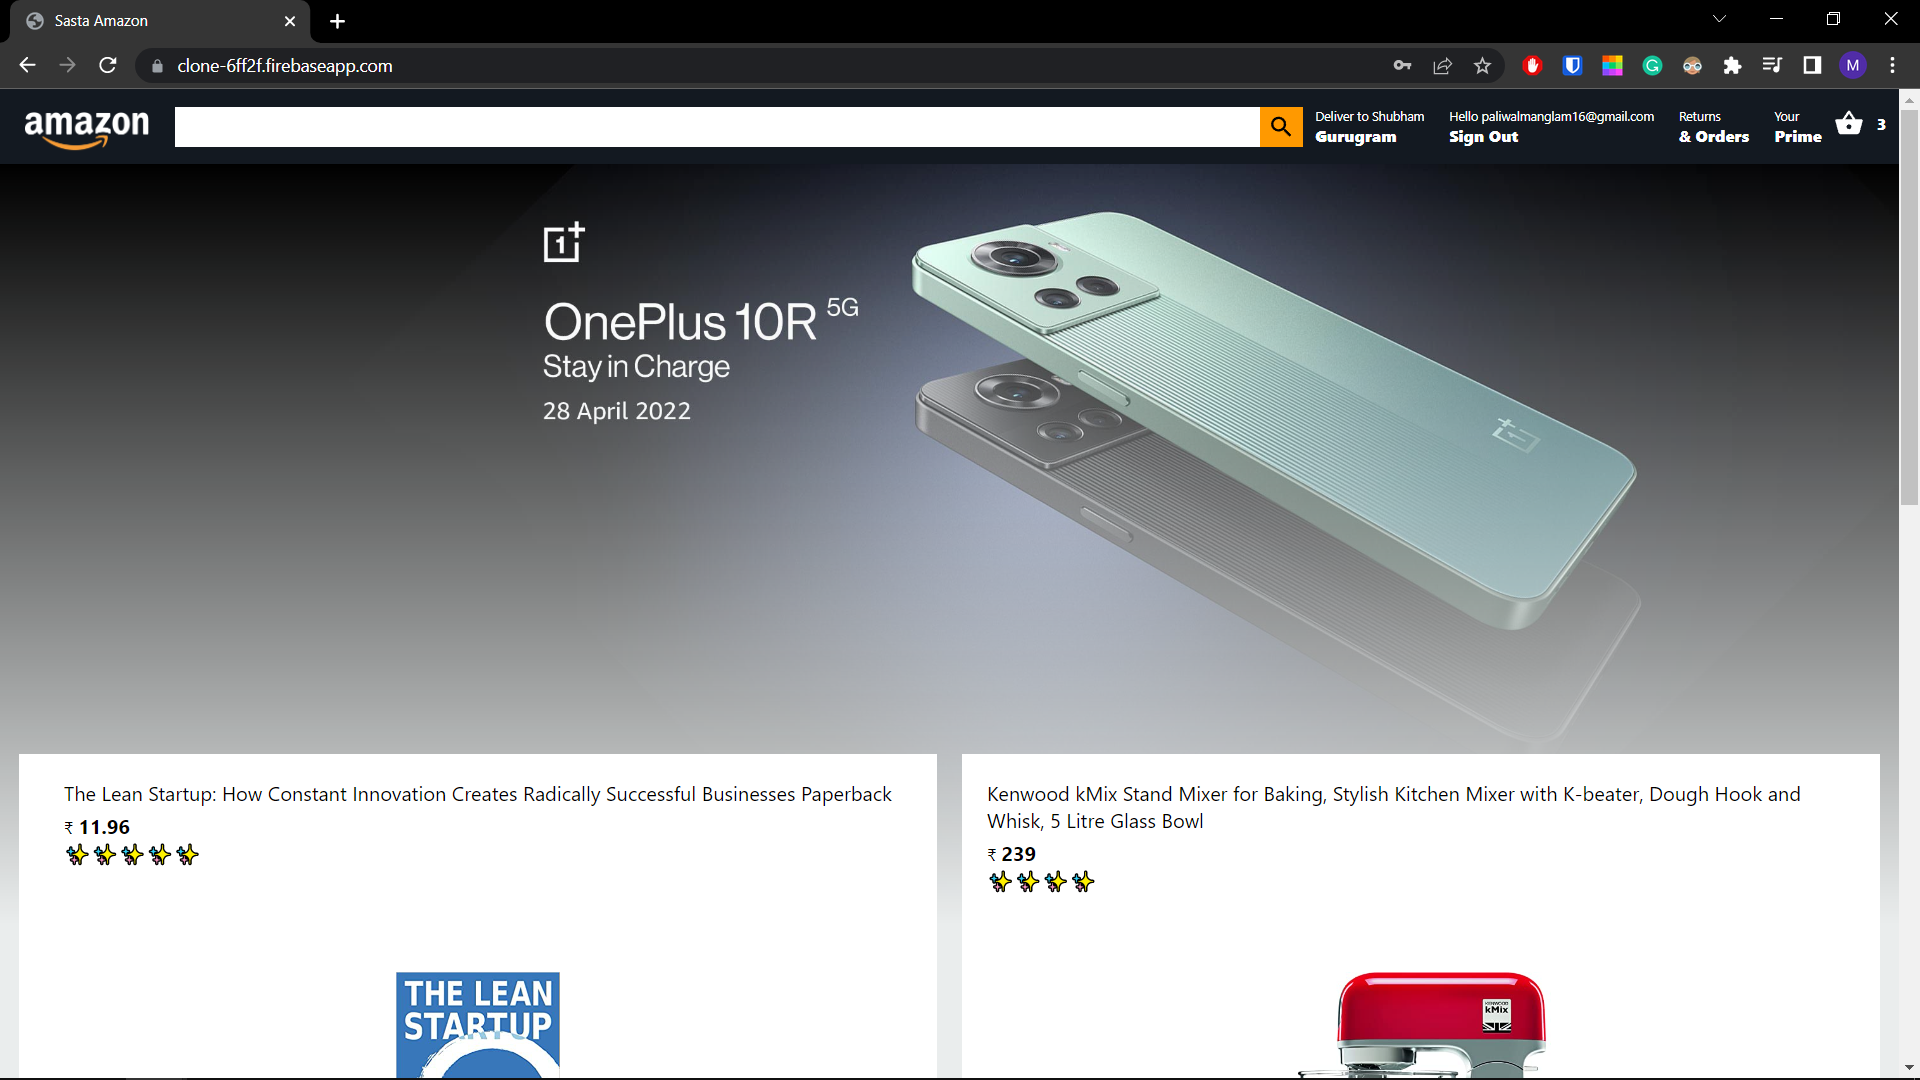 Sasta Amazon
clone-6ff2f.firebaseapp.com
M
amazon
Deliver to Shubham
Gurugram
Hello paliwalmanglam16@gmail.com
Sign Out
Returns
& Orders
Your
Prime
3
1+
OnePlus 10R 5G
Stay in Charge
28 April 2022
The Lean Startup: How Constant Innovation Creates Radically Successful Businesses Paperback
₹ 11.96
Kenwood kMix Stand Mixer for Baking, Stylish Kitchen Mixer with K-beater, Dough Hook and
Whisk, 5 Litre Glass Bowl
₹ 239
THE LEAN
STARTUP
KENWOOD
kMix